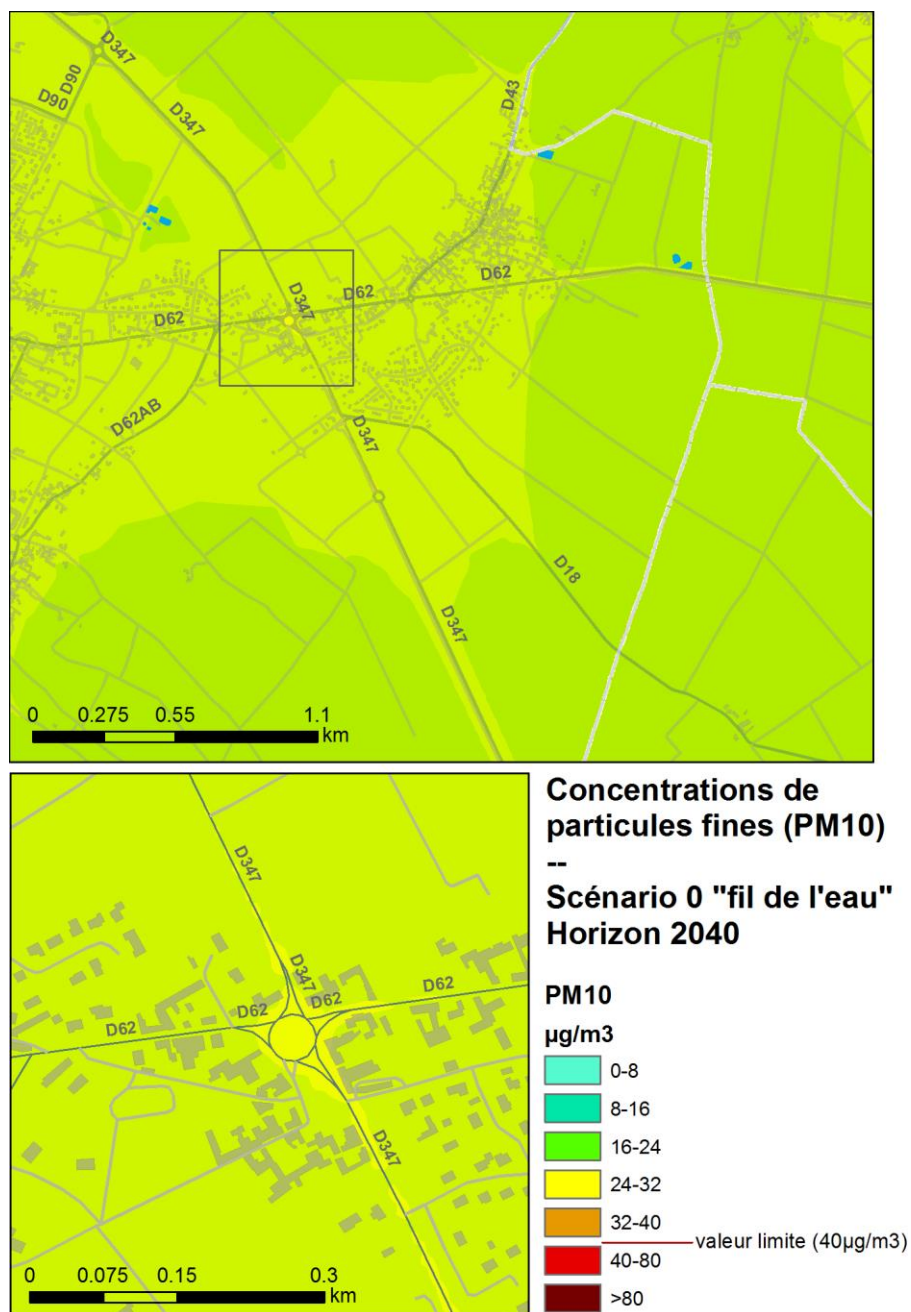 D347
D90
D90
D347
D43
D62
D347
D62
D62
D62AB
D347
D18
D347
0 0.275 0.55 1.1
km
D347
D347
D62
D62
D62
D62
D347
0 0.075 0.15 0.3
km
Concentrations de
particules fines (PM10)
--
Scénario 0 "fil de l'eau"
Horizon 2040
PM10
µg/m3
0-8
8-16
16-24
24-32
32-40
valeur limite (40µg/m3)
40-80
>80